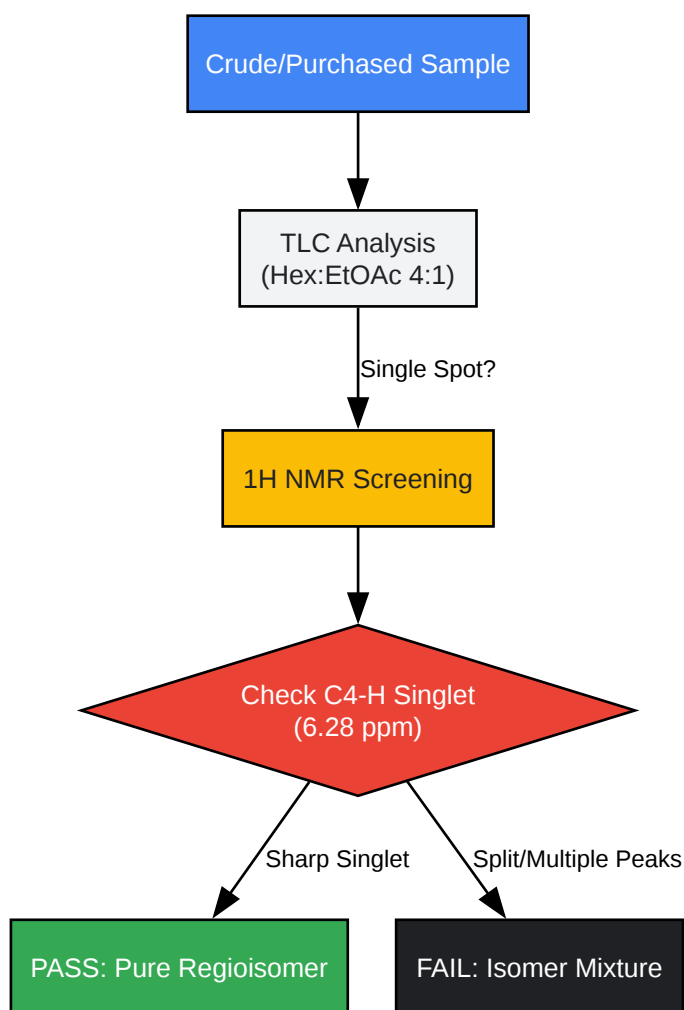 Crude/Purchased Sample
TLC Analysis
(Hex:EtOAc 4:1)
Single Spot?
1H NMR Screening
Check C4-H Singlet
(6.28 ppm)
Sharp Singlet
Split/Multiple Peaks
PASS: Pure Regioisomer
FAIL: Isomer Mixture